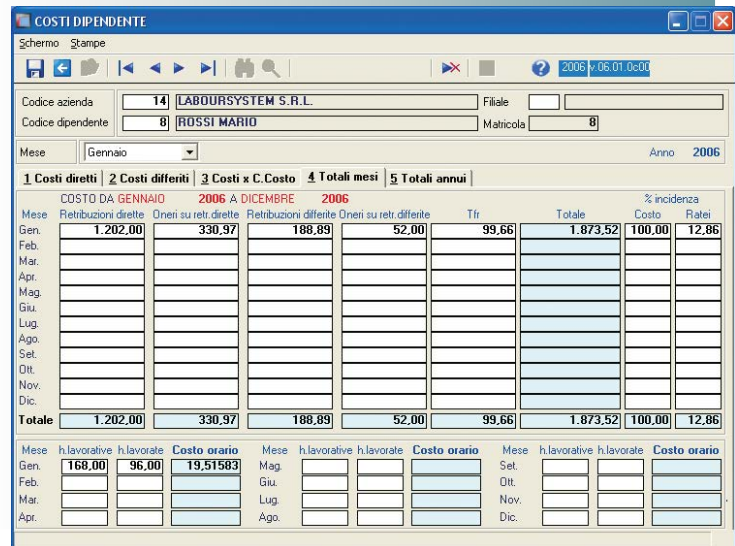 COSTI DIPENDENTE
Schermo Stampe
2006 v.06.01.0c00
Codice azienda 14 LABOURSYSTEM S.R.L. Filiale
Codice dipendente 8 ROSSI MARIO Matricola 8
Mese Gennaio Anno 2006
1 Costi diretti 2 Costi differiti 3 Costi x C.Costo 4 Totali mesi 5 Totali annui
COSTO DA GENNAIO 2006 A DICEMBRE 2006 % incidenza
Mese Retribuzioni dirette Oneri su retr.dirette Retribuzioni differite Oneri su retr.differite Tfr Totale Costo Ratei
Gen. 1.202,00 330,97 188,89 52,00 99,66 1.873,52 100,00 12,86
Feb.
Mar.
Apr.
Mag.
Giu.
Lug.
Ago.
Set.
Ott.
Nov.
Dic.
Totale 1.202,00 330,97 188,89 52,00 99,66 1.873,52 100,00 12,86
Mese h.lavorative h.lavorate Costo orario Mese h.lavorative h.lavorate Costo orario Mese h.lavorative h.lavorate Costo orario
Gen. 168,00 96,00 19,51583 Mag. Set.
Feb. Giu. Ott.
Mar. Lug. Nov.
Apr. Ago. Dic.